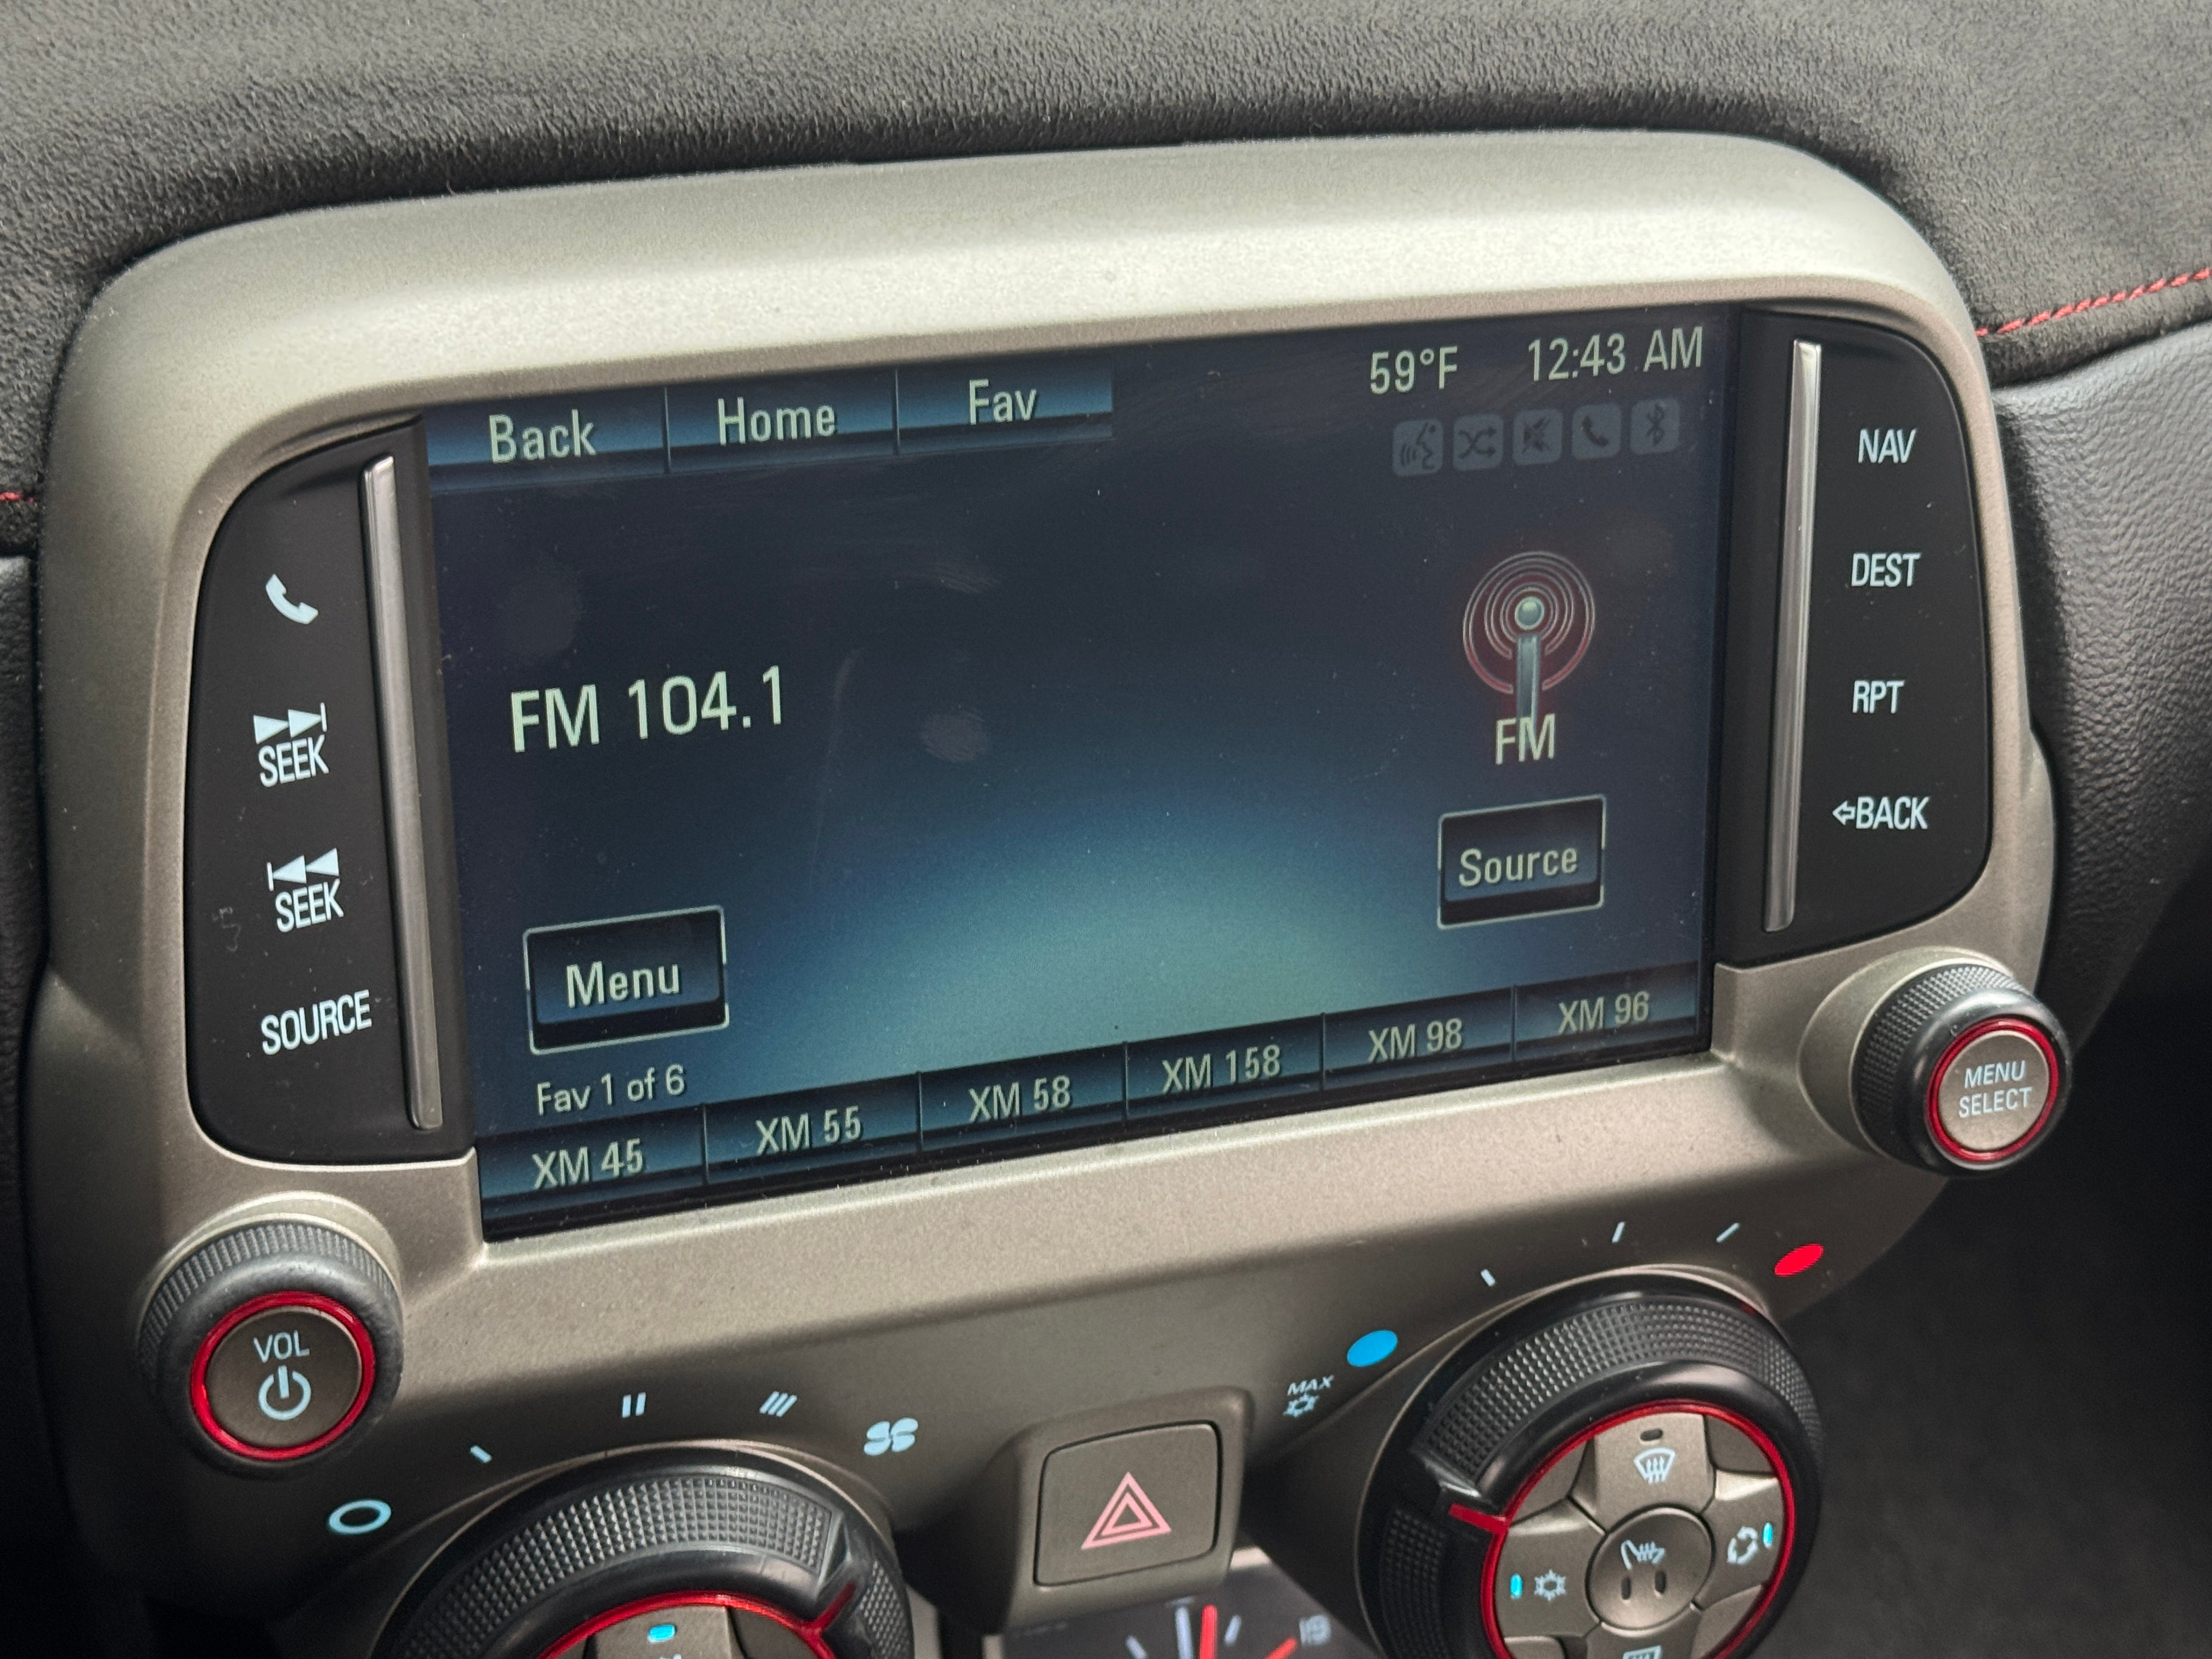 Back Home Fav 59°F 12:43 AM
NAV
DEST
RPT
BACK
SEEK
SEEK
SOURCE
FM 104.1
FM
Source
Menu
Fav 1 of 6
XM 45 XM 55 XM 58 XM 158 XM 98 XM 96
MENU
SELECT
VOL
MAX